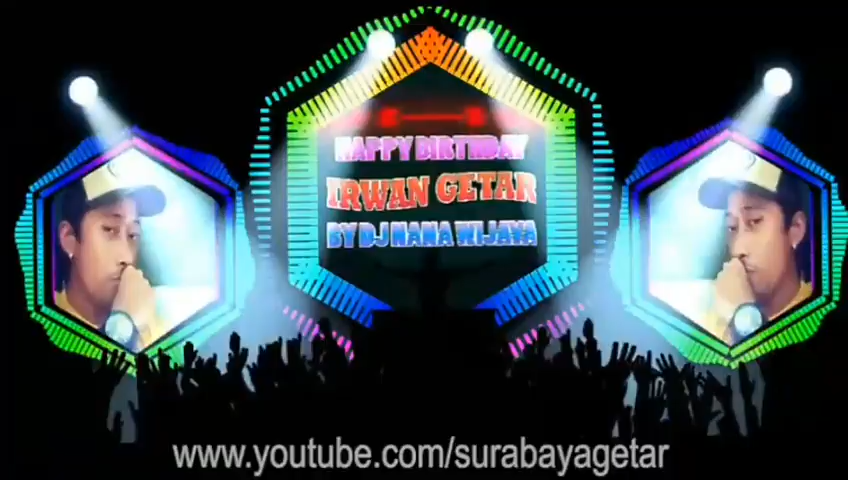 HAPPY BIRTHDAY
IRWAN GETAR
BY DJ NANA WIJAYA
www.youtube.com/surabayagetar